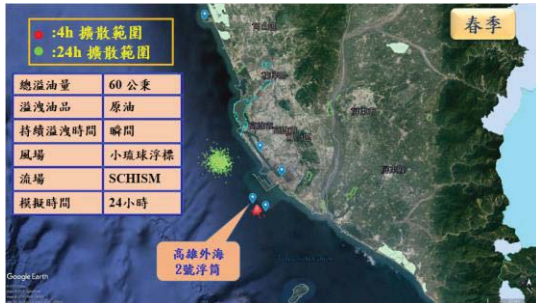 春季
:4h 擴散範圍
:24h 擴散範圍
總溢油量 60 公秉
溢洩油品 原油
持續溢洩時間 瞬間
風場 小琉球浮標
流場 SCHISM
模擬時間 24小時
高雄外海
2號浮筒
Google Earth